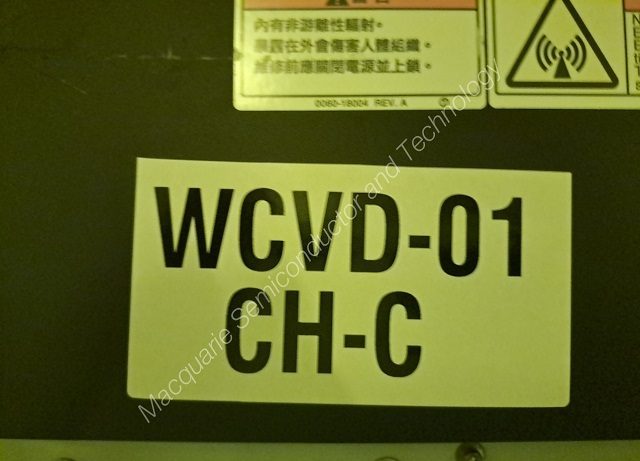 內有非游離性輻射。
暴露在外會傷害人體組織。
維修前應關閉電源並上鎖。
0060-18004 REV. A
WCVD-01
CH-C
Macquarie Semiconductor and Technology